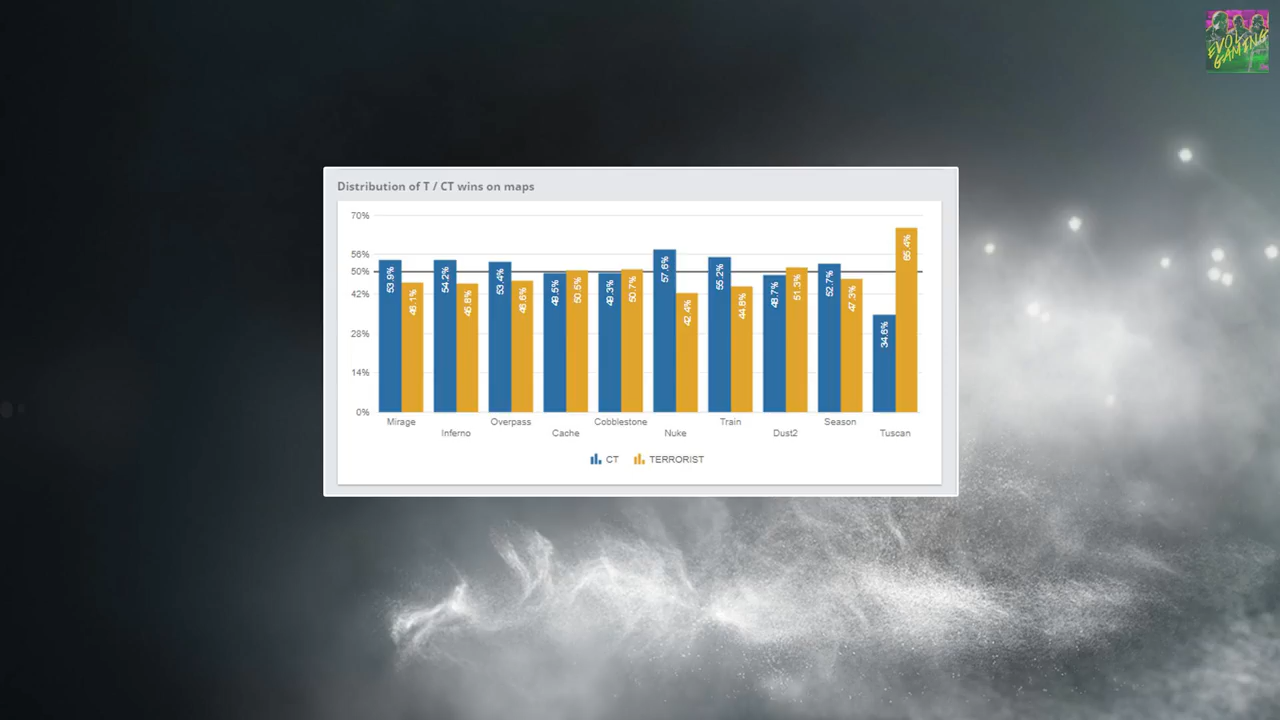 EVOL
GAMING
Distribution of T / CT wins on maps
70%
56%
50%
42%
28%
14%
0%
53.9% 46.1% 54.2% 45.8% 53.4% 46.6% 49.5% 50.5% 49.3% 50.7% 57.6% 42.4% 55.2% 44.8% 48.7% 51.3% 52.7% 47.3% 34.6% 65.4%
Mirage Overpass Cobblestone Train Season
Inferno Cache Nuke Dust2 Tuscan
CT TERRORIST